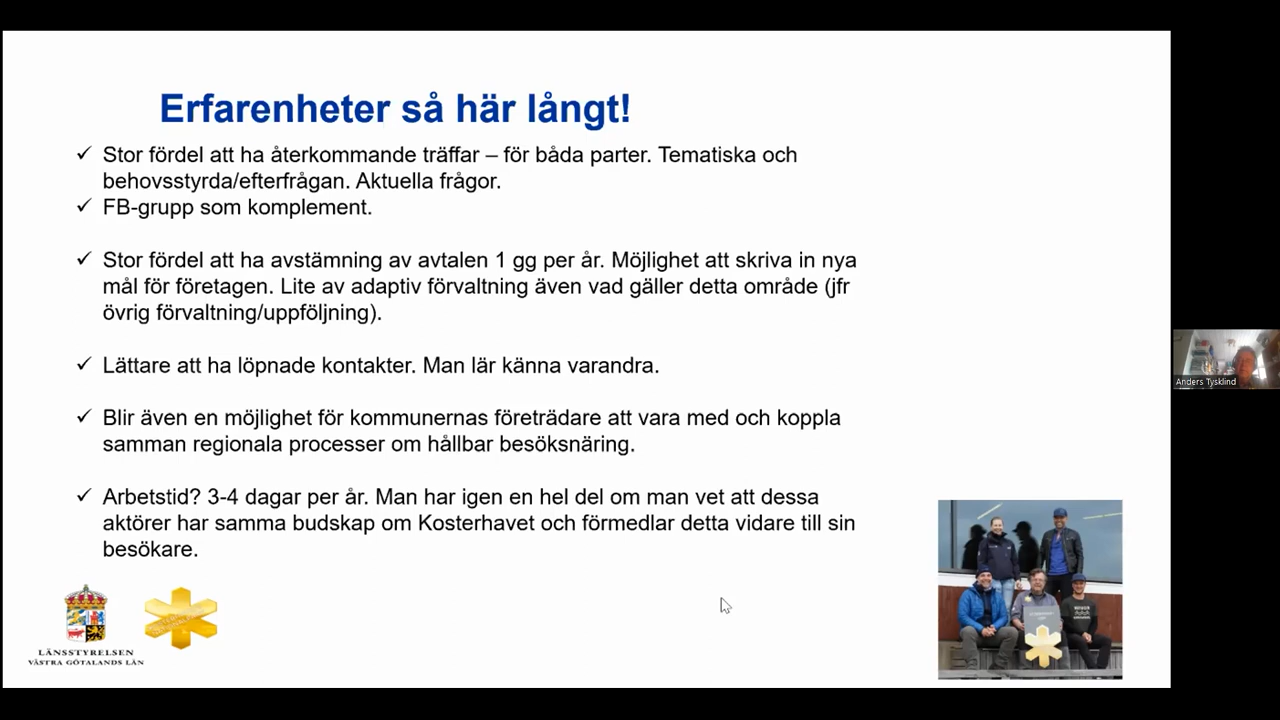 Erfarenheter så här långt!
✓ Stor fördel att ha återkommande träffar – för båda parter. Tematiska och
behovsstyrda/efterfrågan. Aktuella frågor.
✓ FB-grupp som komplement.
✓ Stor fördel att ha avstämning av avtalen 1 gg per år. Möjlighet att skriva in nya
mål för företagen. Lite av adaptiv förvaltning även vad gäller detta område (jfr
övrig förvaltning/uppföljning).
✓ Lättare att ha löpnade kontakter. Man lär känna varandra.
✓ Blir även en möjlighet för kommunernas företrädare att vara med och koppla
samman regionala processer om hållbar besöksnäring.
✓ Arbetstid? 3-4 dagar per år. Man har igen en hel del om man vet att dessa
aktörer har samma budskap om Kosterhavet och förmedlar detta vidare till sin
besökare.
LÄNSSTYRELSEN
VÄSTRA GÖTALANDS LÄN
Anders Tysklind